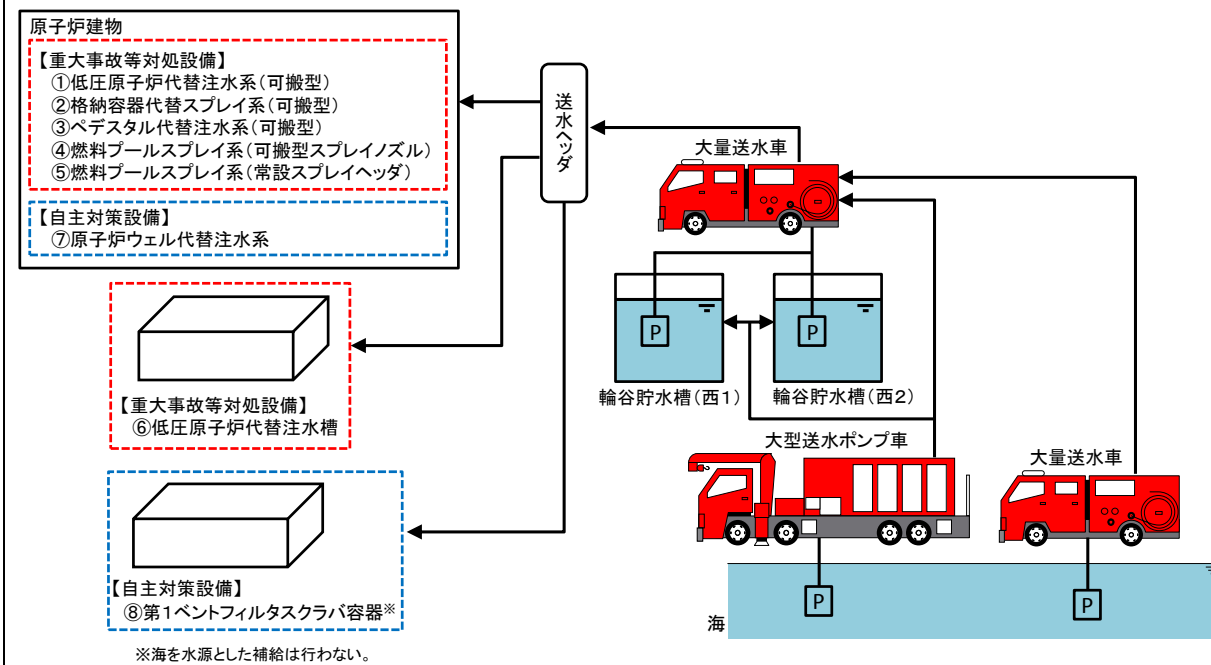 原子炉建物
【重大事故等対処設備】
①低圧原子炉代替注水系(可搬型)
②格納容器代替スプレイ系(可搬型)
③ペデスタル代替注水系(可搬型)
④燃料プールスプレイ系(可搬型スプレイノズル)
⑤燃料プールスプレイ系(常設スプレイヘッダ)
【自主対策設備】
⑦原子炉ウェル代替注水系
送水ヘッダ
大量送水車
P
P
輪谷貯水槽(西1)
輪谷貯水槽(西2)
【重大事故等対処設備】
⑥低圧原子炉代替注水槽
大型送水ポンプ車
大量送水車
P
P
海
【自主対策設備】
⑧第1ベントフィルタスクラバ容器※
※海を水源とした補給は行わない。